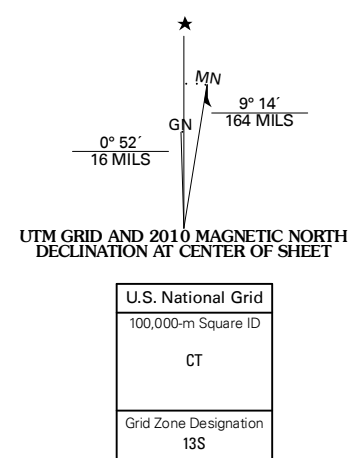 MN
9° 14´
164 MILS
GN
0° 52´
16 MILS
UTM GRID AND 2010 MAGNETIC NORTH
DECLINATION AT CENTER OF SHEET
U.S. National Grid
100,000-m Square ID
CT
Grid Zone Designation
13S